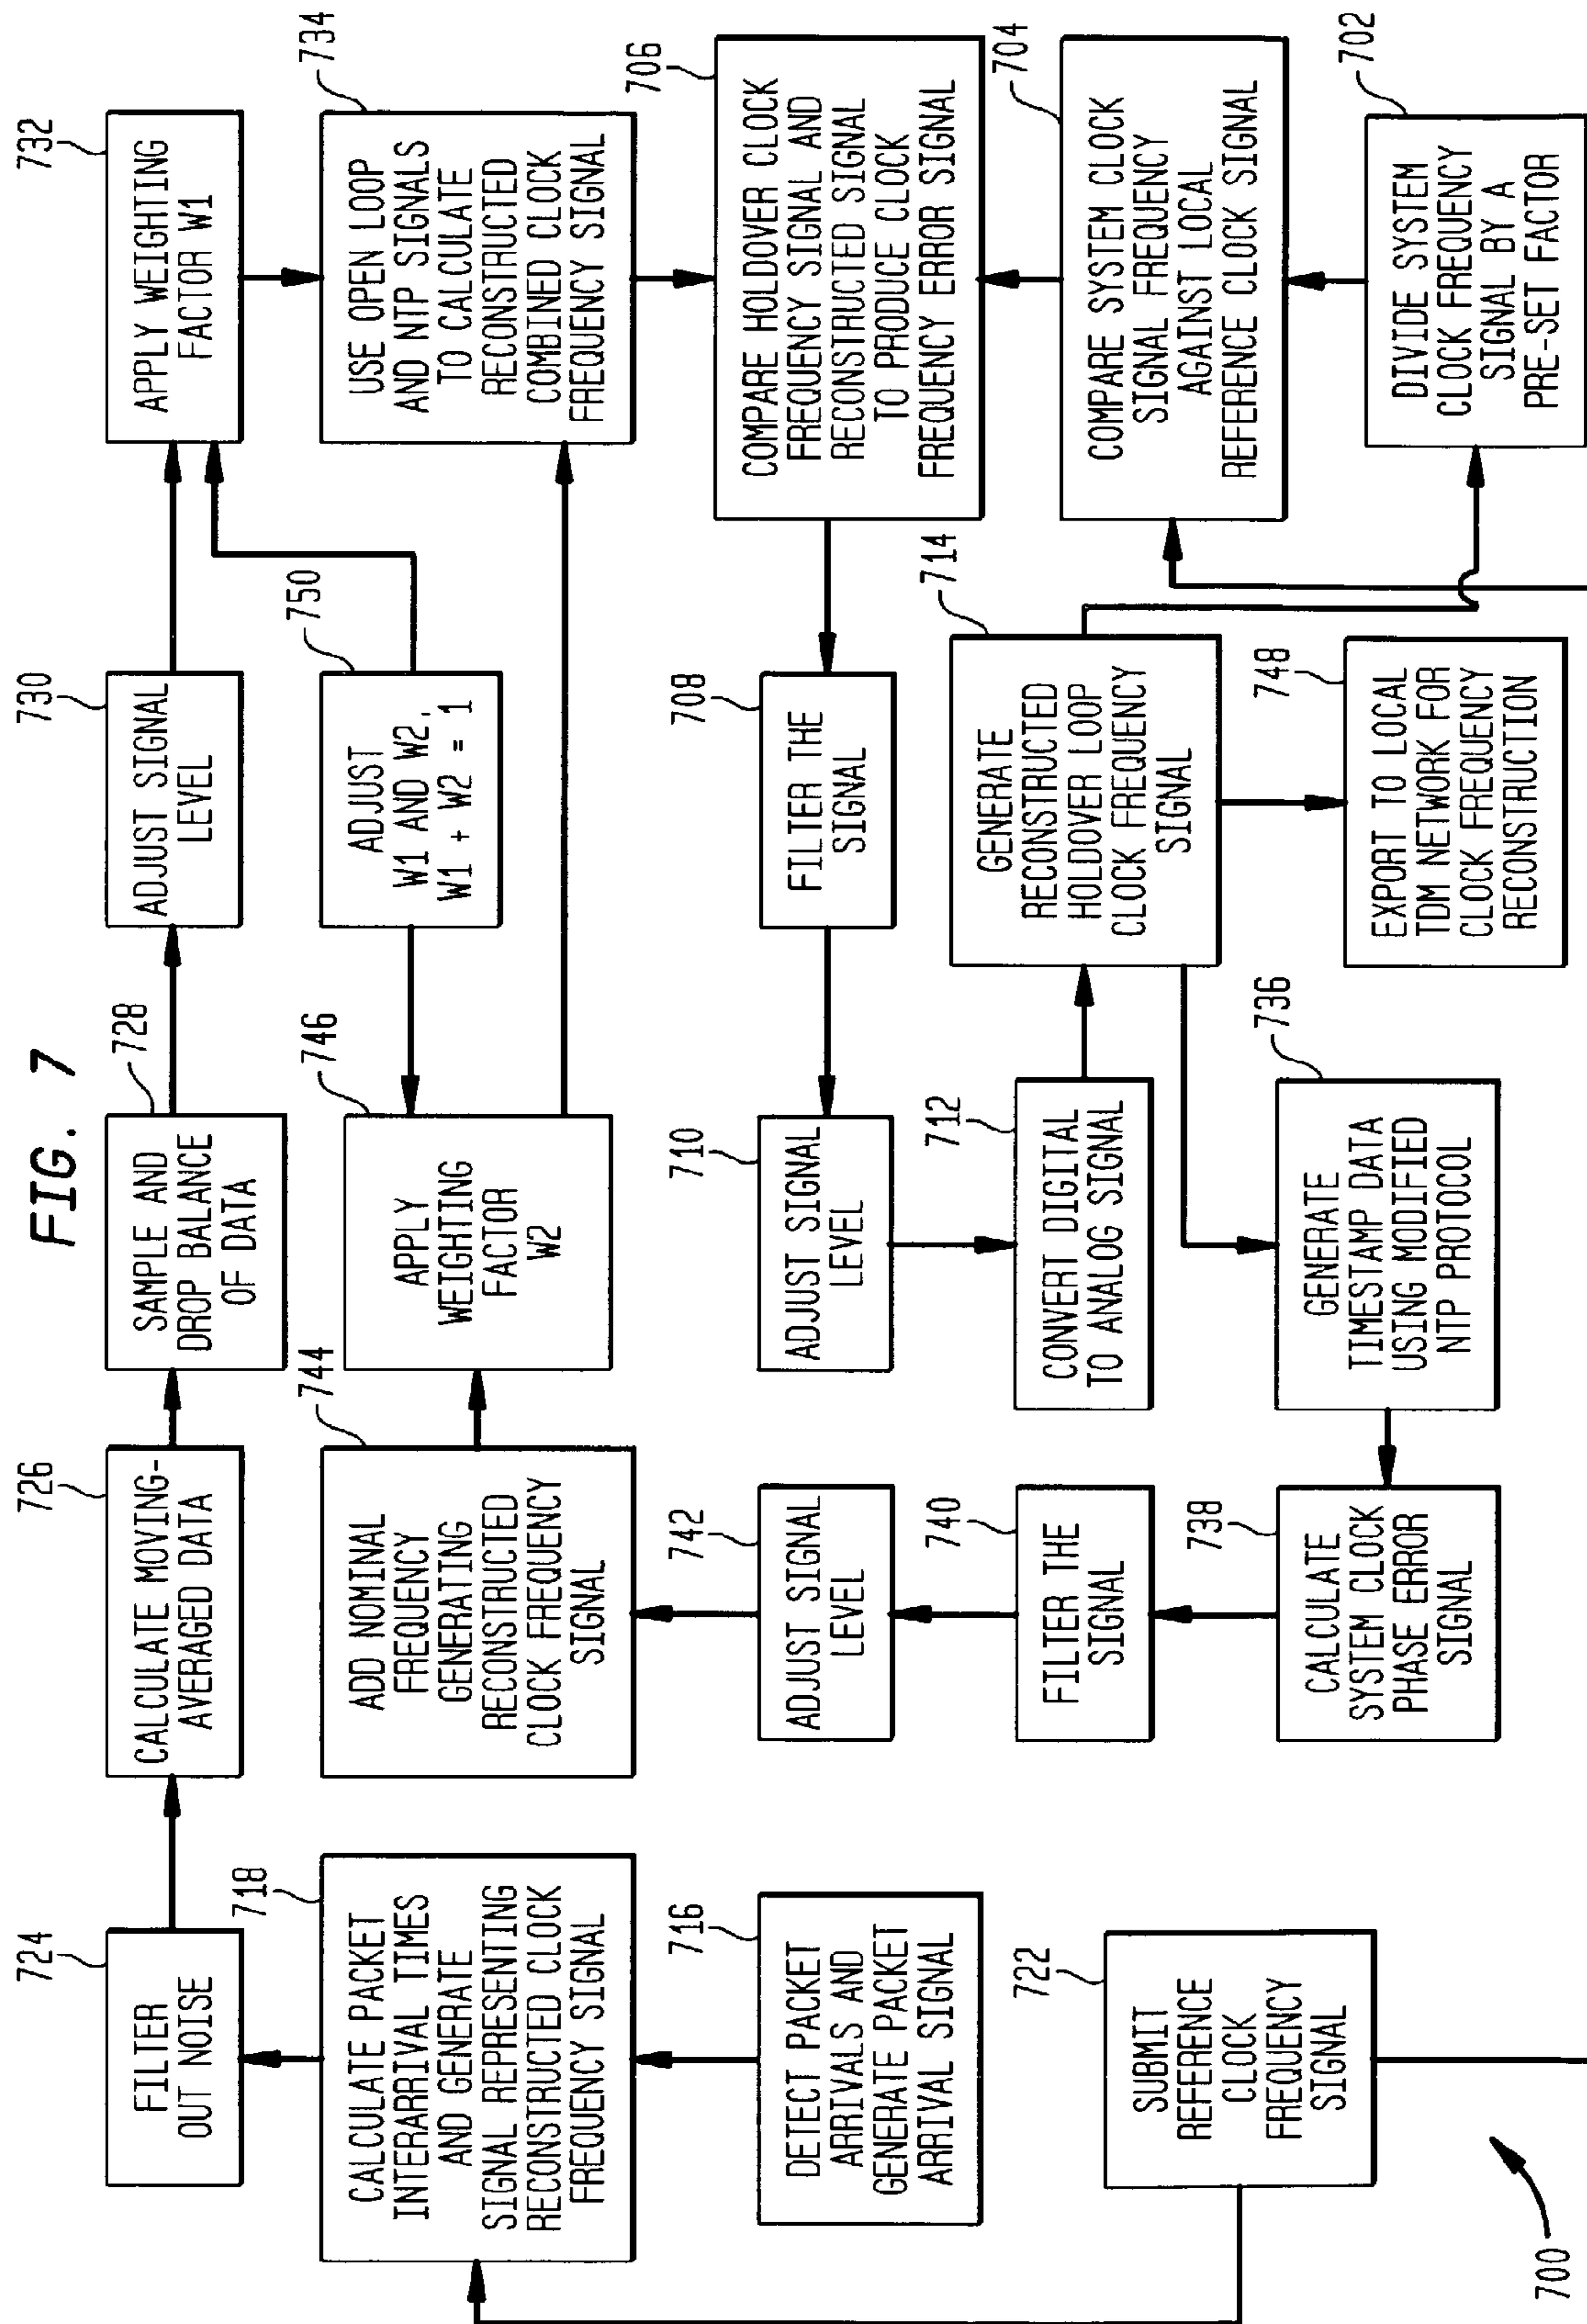 FIG. 7
724
FILTER
OUT NOISE
726
CALCULATE MOVING-
AVERAGED DATA
728
SAMPLE AND
DROP BALANCE
OF DATA
730
ADJUST SIGNAL
LEVEL
732
APPLY WEIGHTING
FACTOR W1
718
CALCULATE PACKET
INTERARRIVAL TIMES
AND GENERATE
SIGNAL REPRESENTING
RECONSTRUCTED CLOCK
FREQUENCY SIGNAL
744
ADD NOMINAL
FREQUENCY
GENERATING
RECONSTRUCTED
CLOCK FREQUENCY
SIGNAL
746
APPLY
WEIGHTING
FACTOR
W2
750
ADJUST
W1 AND W2,
W1 + W2 = 1
734
USE OPEN LOOP
AND NTP SIGNALS
TO CALCULATE
RECONSTRUCTED
COMBINED CLOCK
FREQUENCY SIGNAL
716
DETECT PACKET
ARRIVALS AND
GENERATE PACKET
ARRIVAL SIGNAL
742
ADJUST SIGNAL
LEVEL
710
ADJUST SIGNAL
LEVEL
708
FILTER THE
SIGNAL
706
COMPARE HOLDOVER CLOCK
FREQUENCY SIGNAL AND
RECONSTRUCTED SIGNAL
TO PRODUCE CLOCK
FREQUENCY ERROR SIGNAL
740
FILTER THE
SIGNAL
712
CONVERT DIGITAL
TO ANALOG SIGNAL
714
GENERATE
RECONSTRUCTED
HOLDOVER LOOP
CLOCK FREQUENCY
SIGNAL
704
COMPARE SYSTEM CLOCK
SIGNAL FREQUENCY
AGAINST LOCAL
REFERENCE CLOCK SIGNAL
722
SUBMIT
REFERENCE
CLOCK
FREQUENCY
SIGNAL
738
CALCULATE
SYSTEM CLOCK
PHASE ERROR
SIGNAL
736
GENERATE
TIMESTAMP DATA
USING MODIFIED
NTP PROTOCOL
748
EXPORT TO LOCAL
TDM NETWORK FOR
CLOCK FREQUENCY
RECONSTRUCTION
702
DIVIDE SYSTEM
CLOCK FREQUENCY
SIGNAL BY A
PRE-SET FACTOR
700